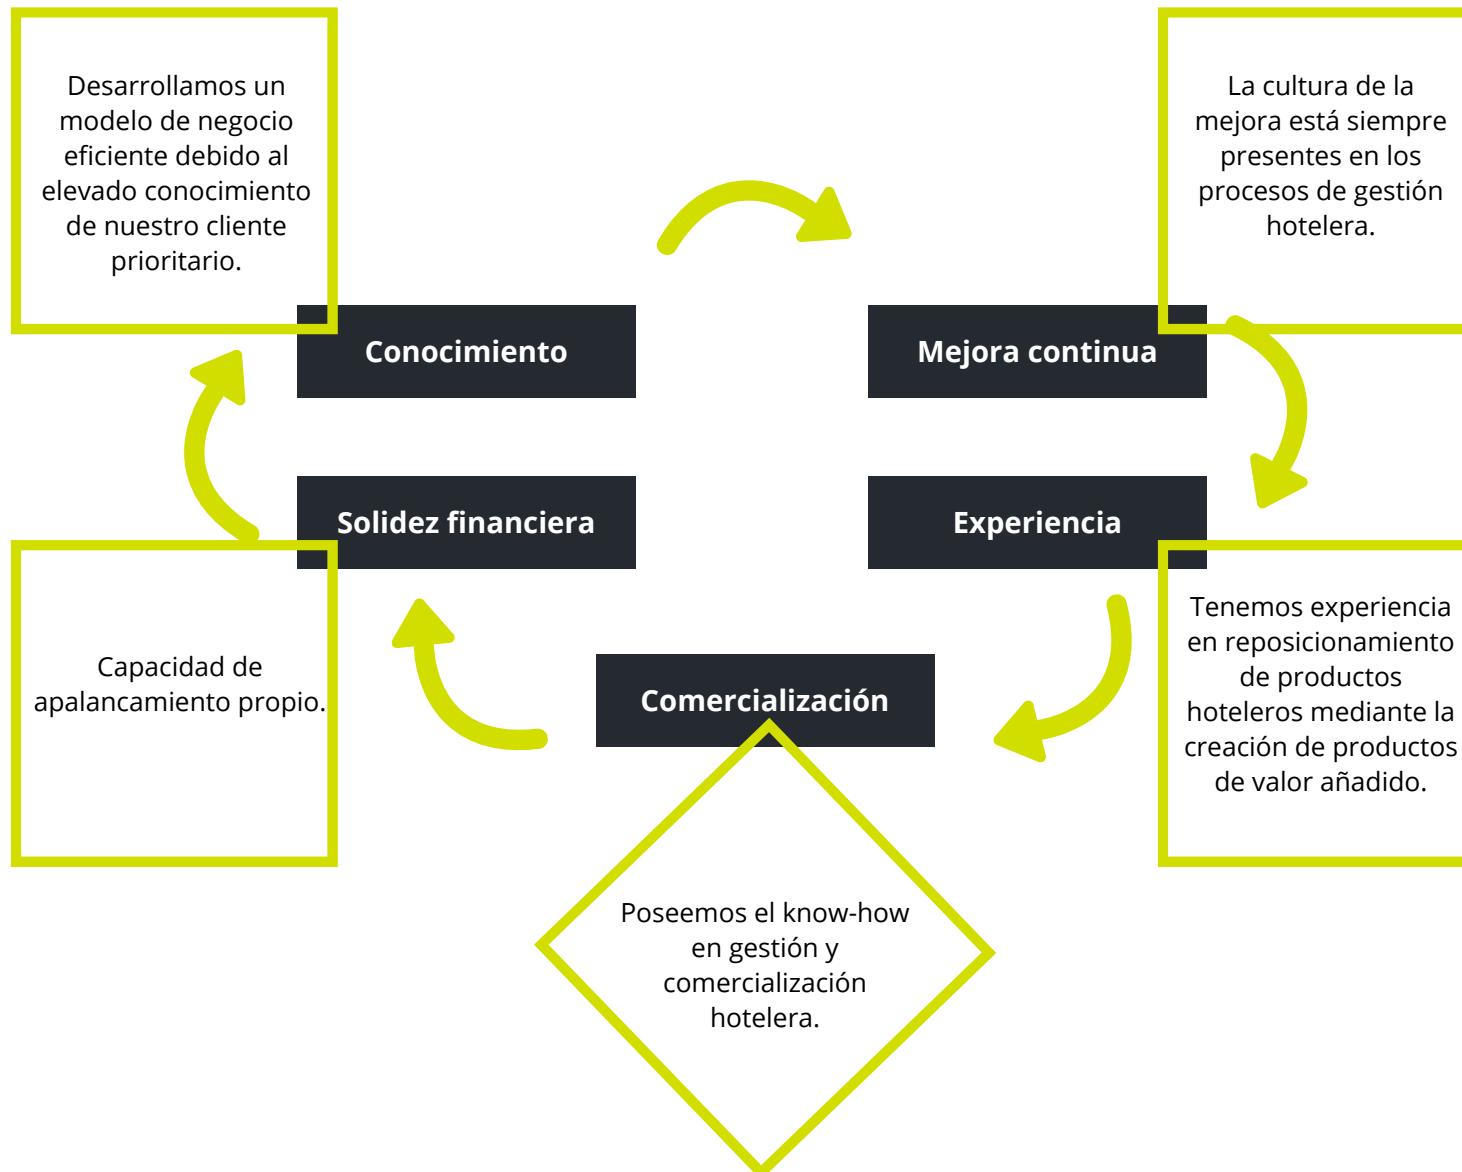 Desarrollamos un
modelo de negocio
eficiente debido al
elevado conocimiento
de nuestro cliente
prioritario.
Conocimiento
La cultura de la
mejora está siempre
presentes en los
procesos de gestión
hotelera.
Mejora continua
Solidez financiera
Capacidad de
apalancamiento propio.
Experiencia
Tenemos experiencia
en reposicionamiento
de productos
hoteleros mediante la
creación de productos
de valor añadido.
Comercialización
Poseemos el know-how
en gestión y
comercialización
hotelera.